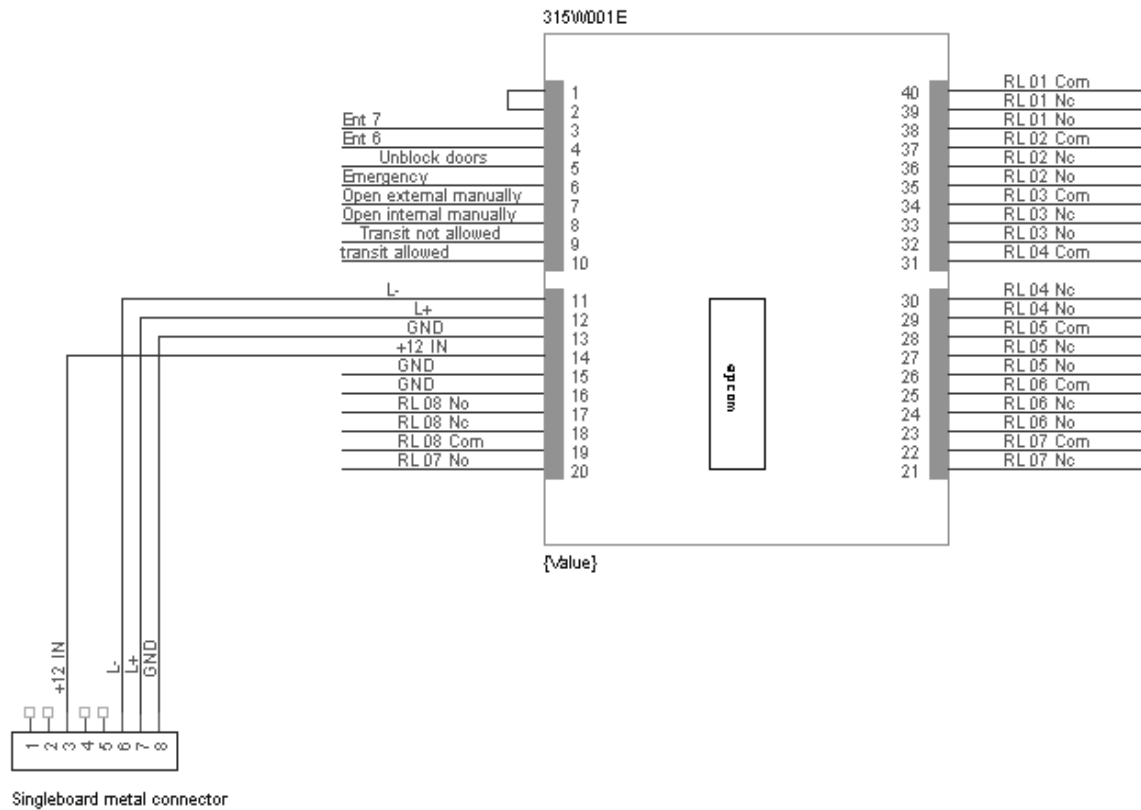 315W001E
1
2
Ent 7
3
Ent 6
4
Unblock doors
5
Emergency
6
Open external manually
7
Open internal manually
8
Transit not allowed
9
transit allowed
10
L-
11
L+
12
GND
13
+12 IN
14
GND
15
GND
16
RL 08 No
17
RL 08 Nc
18
RL 08 Com
19
RL 07 No
20
epcom
40 RL 01 Com
39 RL 01 Nc
38 RL 01 No
37 RL 02 Com
36 RL 02 Nc
35 RL 02 No
34 RL 03 Com
33 RL 03 Nc
32 RL 03 No
31 RL 04 Com
30 RL 04 Nc
29 RL 04 No
28 RL 05 Com
27 RL 05 Nc
26 RL 05 No
25 RL 06 Com
24 RL 06 Nc
23 RL 06 No
22 RL 07 Com
21 RL 07 Nc
{Value}
+12 IN
L-
L+
GND
1 2 3 4 5 6 7 8
Singleboard metal connector